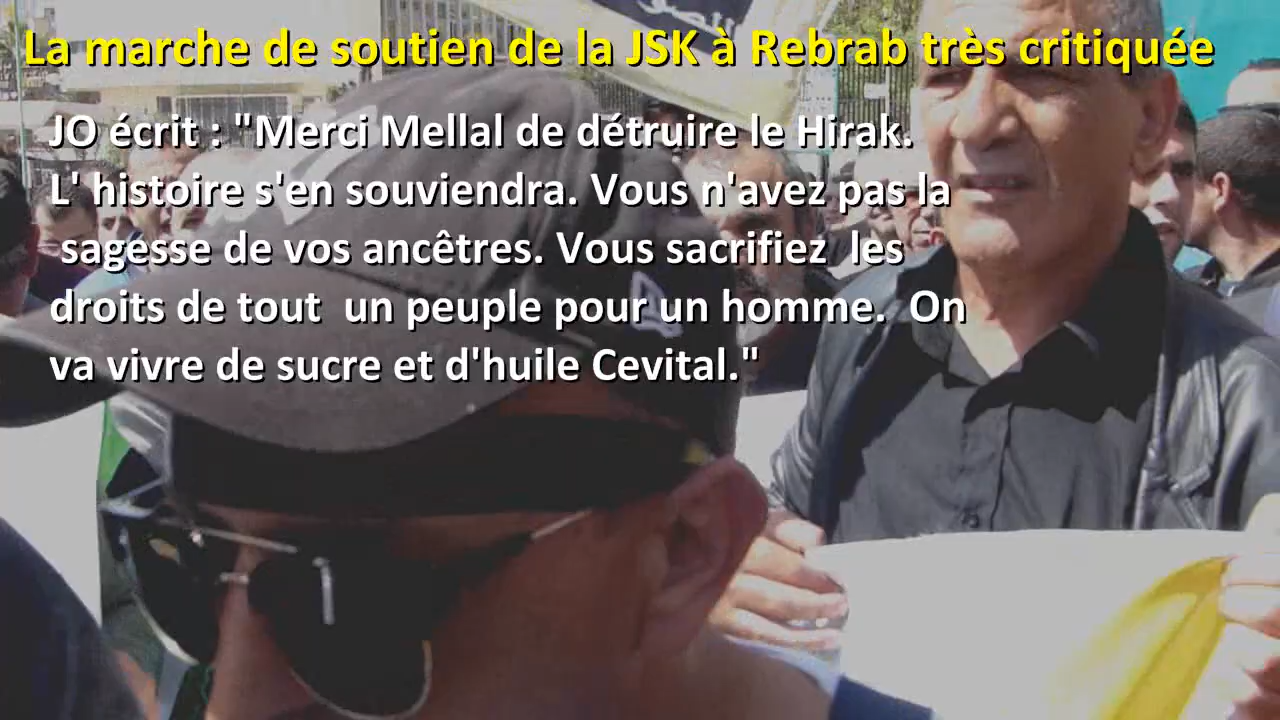 La marche de soutien de la JSK à Rebrab très critiquée
JO écrit : "Merci Mellal de détruire le Hirak.
L' histoire s'en souviendra. Vous n'avez pas la
sagesse de vos ancêtres. Vous sacrifiez les
droits de tout un peuple pour un homme. On
va vivre de sucre et d'huile Cevital."